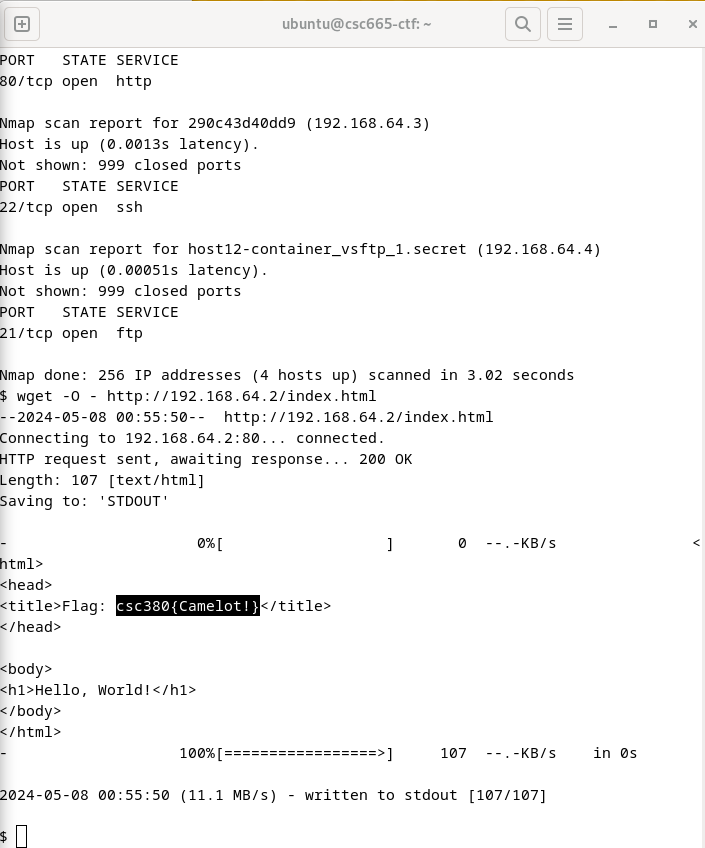 ubuntu@csc665-ctf: ~
PORT   STATE SERVICE
80/tcp open  http
Nmap scan report for 290c43d40dd9 (192.168.64.3)
Host is up (0.0013s latency).
Not shown: 999 closed ports
PORT   STATE SERVICE
22/tcp open  ssh
Nmap scan report for host12-container_vsftp_1.secret (192.168.64.4)
Host is up (0.00051s latency).
Not shown: 999 closed ports
PORT   STATE SERVICE
21/tcp open  ftp
Nmap done: 256 IP addresses (4 hosts up) scanned in 3.02 seconds
$ wget -O - http://192.168.64.2/index.html
--2024-05-08 00:55:50--  http://192.168.64.2/index.html
Connecting to 192.168.64.2:80... connected.
HTTP request sent, awaiting response... 200 OK
Length: 107 [text/html]
Saving to: 'STDOUT'
-                     0%[                  ]       0  --.-KB/s               <
html>
<head>
<title>Flag: csc380{Camelot!}</title>
</head>
<body>
<h1>Hello, World!</h1>
</body>
</html>
-                   100%[=================>]     107  --.-KB/s    in 0s
2024-05-08 00:55:50 (11.1 MB/s) - written to stdout [107/107]
$